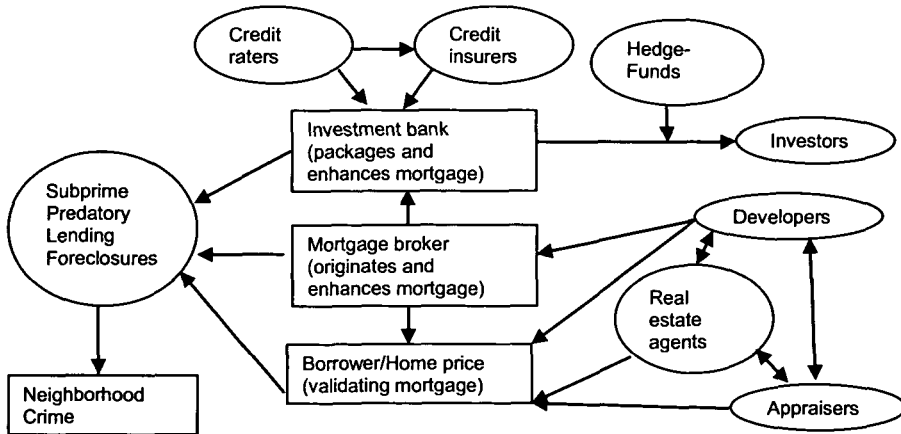 Credit
raters
Credit
insurers
Hedge-
Funds
Investment bank
(packages and
enhances mortgage)
Investors
Subprime
Predatory
Lending
Foreclosures
Mortgage broker
(originates and
enhances mortgage)
Developers
Real
estate
agents
Borrower/Home price
(validating mortgage)
Neighborhood
Crime
Appraisers